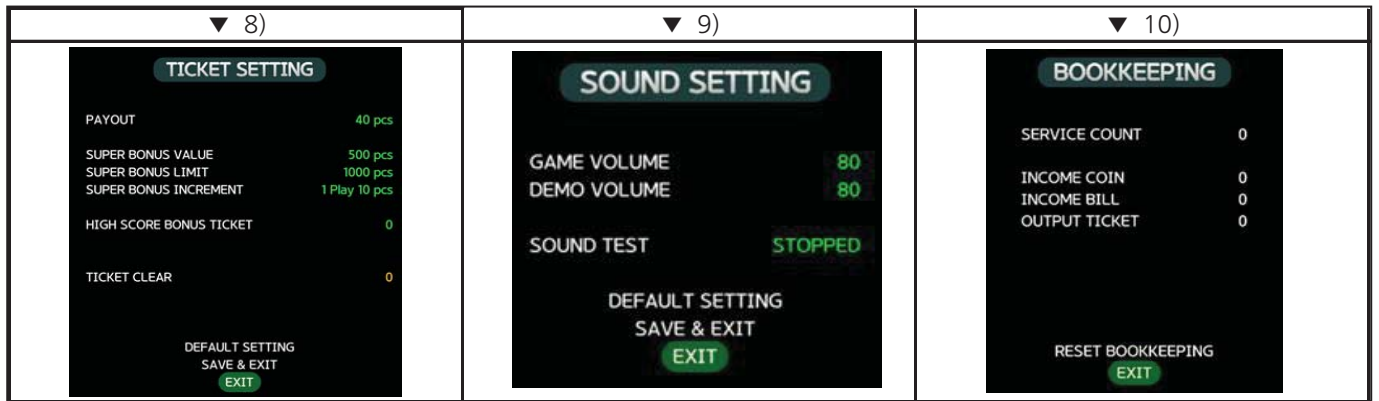 ▼ 8)
▼ 9)
▼ 10)
TICKET SETTING
PAYOUT 40 pcs
SUPER BONUS VALUE 500 pcs
SUPER BONUS LIMIT 1000 pcs
SUPER BONUS INCREMENT 1 Play 10 pcs
HIGH SCORE BONUS TICKET 0
TICKET CLEAR 0
DEFAULT SETTING
SAVE & EXIT
EXIT
SOUND SETTING
GAME VOLUME 80
DEMO VOLUME 80
SOUND TEST STOPPED
DEFAULT SETTING
SAVE & EXIT
EXIT
BOOKKEEPING
SERVICE COUNT 0
INCOME COIN 0
INCOME BILL 0
OUTPUT TICKET 0
RESET BOOKKEEPING
EXIT